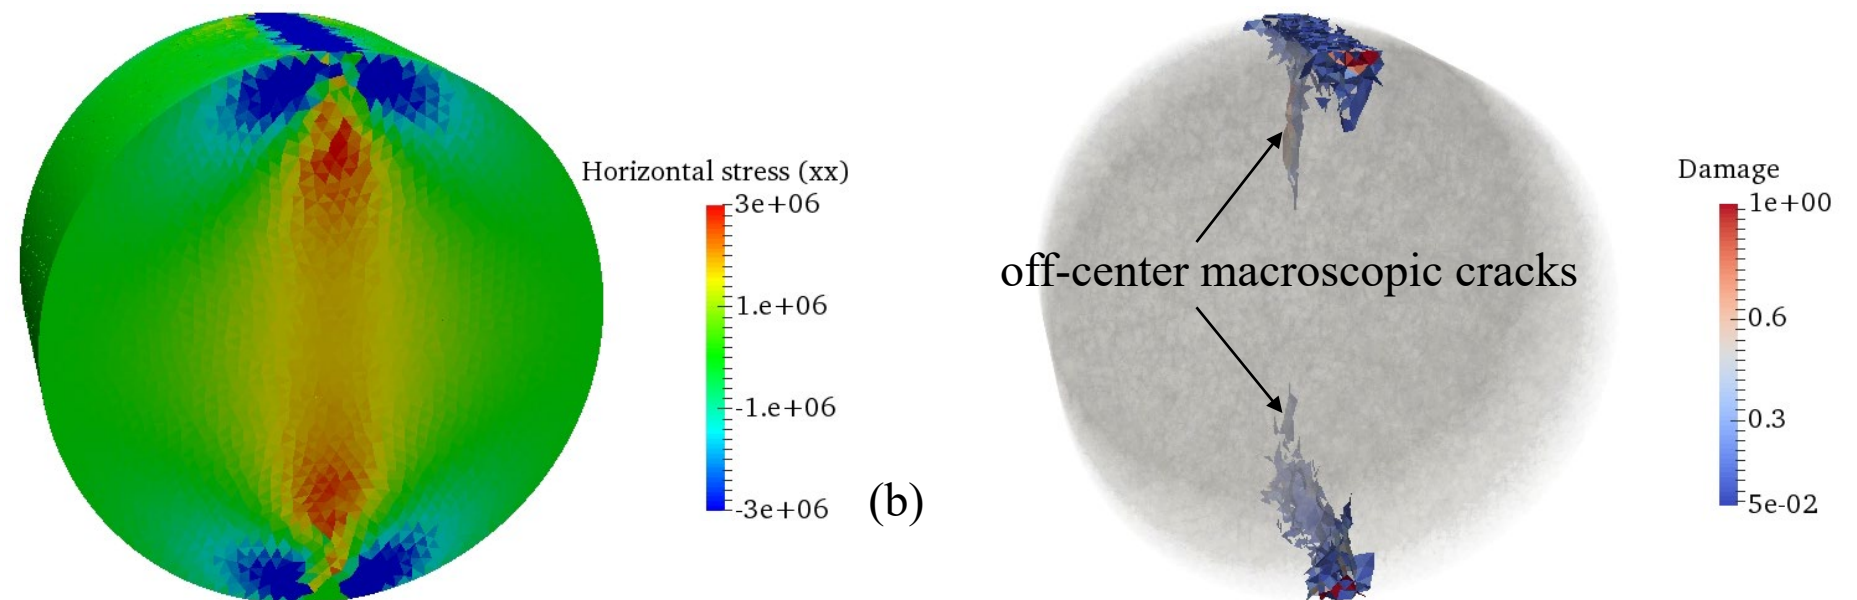 Horizontal stress (xx)
3e+06
1.e+06
-1.e+06
-3e+06
(b)
off-center macroscopic cracks
Damage
1e+00
0.6
0.3
5e-02